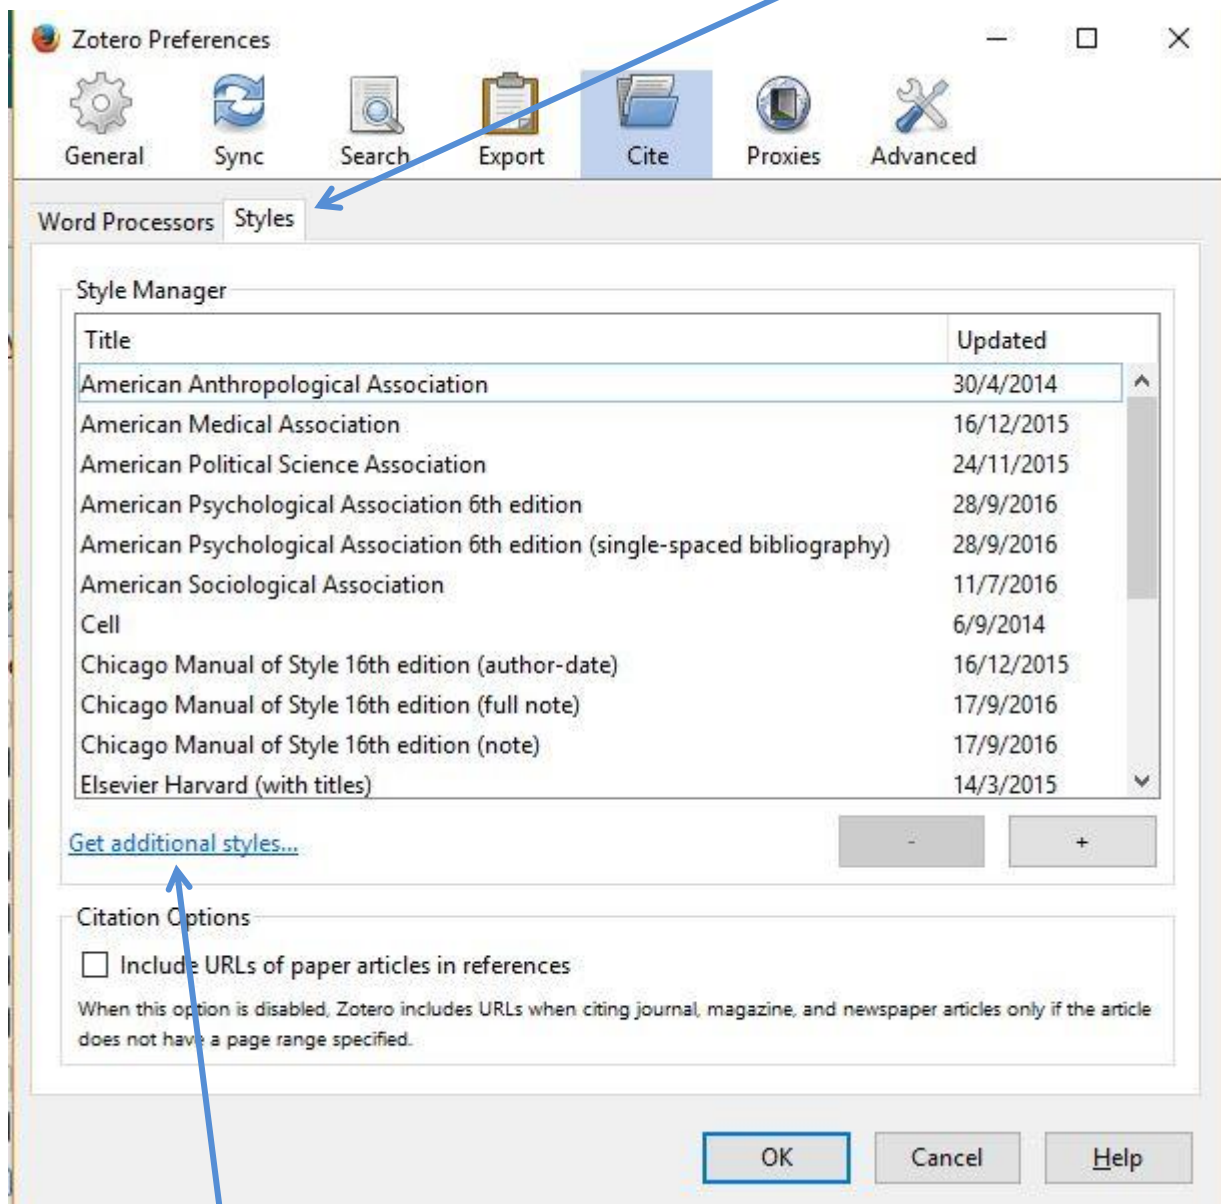 Zotero Preferences
General Sync Search Export Cite Proxies Advanced
Word Processors Styles
Style Manager
Title Updated
American Anthropological Association 30/4/2014
American Medical Association 16/12/2015
American Political Science Association 24/11/2015
American Psychological Association 6th edition 28/9/2016
American Psychological Association 6th edition (single-spaced bibliography) 28/9/2016
American Sociological Association 11/7/2016
Cell 6/9/2014
Chicago Manual of Style 16th edition (author-date) 16/12/2015
Chicago Manual of Style 16th edition (full note) 17/9/2016
Chicago Manual of Style 16th edition (note) 17/9/2016
Elsevier Harvard (with titles) 14/3/2015
Get additional styles... - +
Citation Options
Include URLs of paper articles in references
When this option is disabled, Zotero includes URLs when citing journal, magazine, and newspaper articles only if the article
does not have a page range specified.
OK Cancel Help